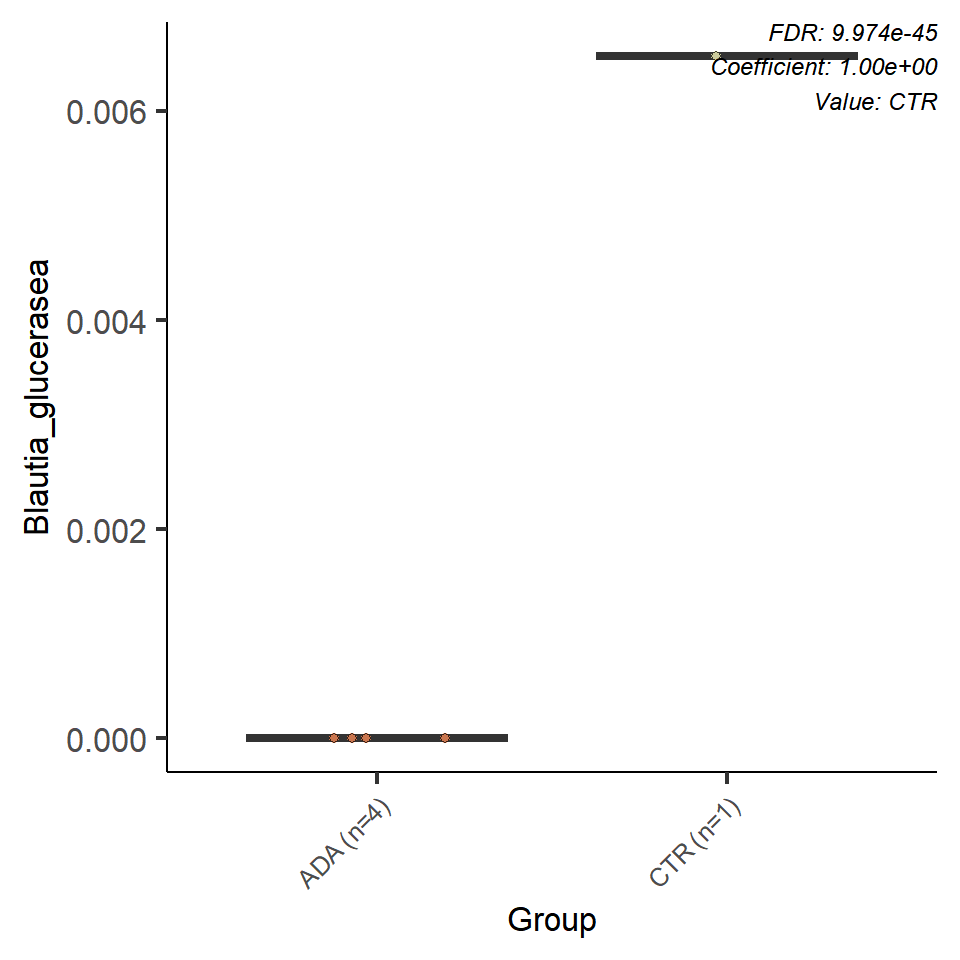 FDR: 9.974e-45
Coefficient: 1.00e+00
Value: CTR
0.006
0.004
0.002
0.000
Blautia_glucerasea
ADA (n=4)
CTR (n=1)
Group